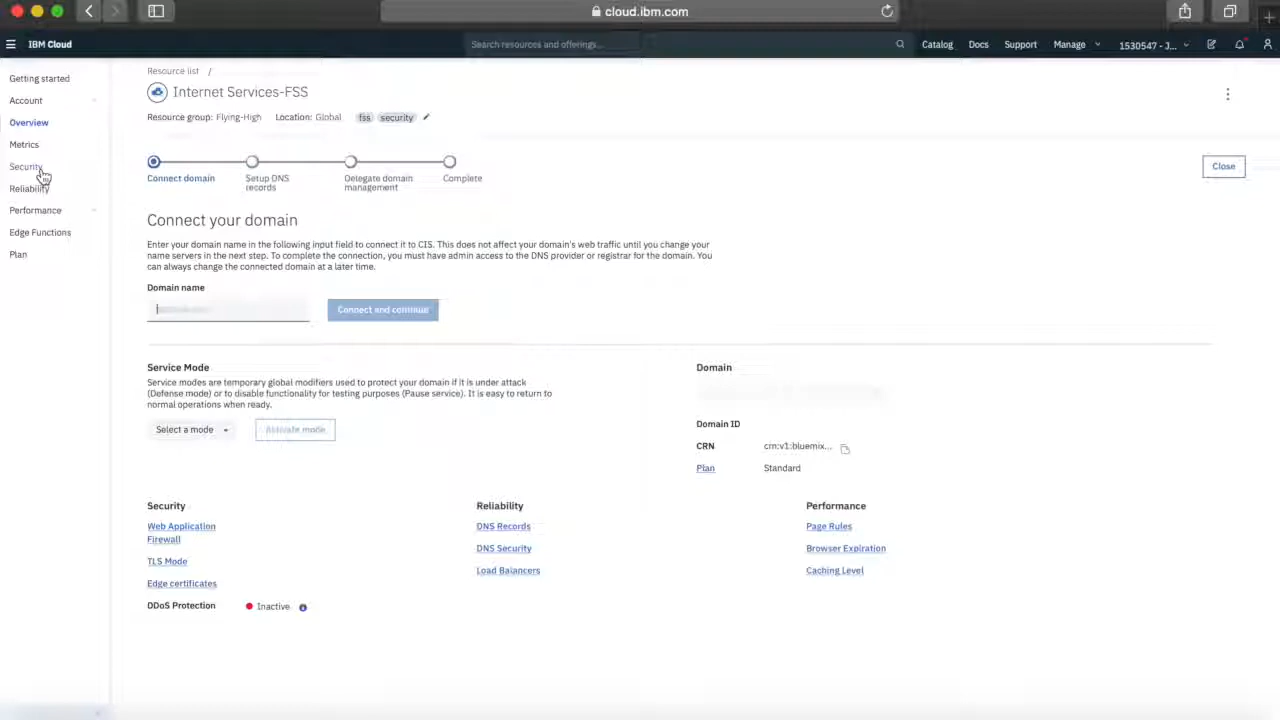 cloud.ibm.com
IBM Cloud
Search resources and offerings...
Catalog
Docs
Support
Manage
1530547 - J...
Getting started
Account
Overview
Metrics
Security
Reliability
Performance
Edge Functions
Plan
Resource list /
Internet Services-FSS
Resource group: Flying-High Location: Global fss security
Connect domain
Setup DNS
records
Delegate domain
management
Complete
Close
Connect your domain
Enter your domain name in the following input field to connect it to CIS. This does not affect your domain's web traffic until you change your
name servers in the next step. To complete the connection, you must have admin access to the DNS provider or registrar for the domain. You
can always change the connected domain at a later time.
Domain name
Connect and continue
Service Mode
Service modes are temporary global modifiers used to protect your domain if it is under attack
(Defense mode) or to disable functionality for testing purposes (Pause service). It is easy to return to
normal operations when ready.
Select a mode
Activate mode
Domain
Domain ID
CRN crn:v1:bluemix...
Plan Standard
Security
Web Application
Firewall
TLS Mode
Edge certificates
DDoS Protection Inactive
Reliability
DNS Records
DNS Security
Load Balancers
Performance
Page Rules
Browser Expiration
Caching Level